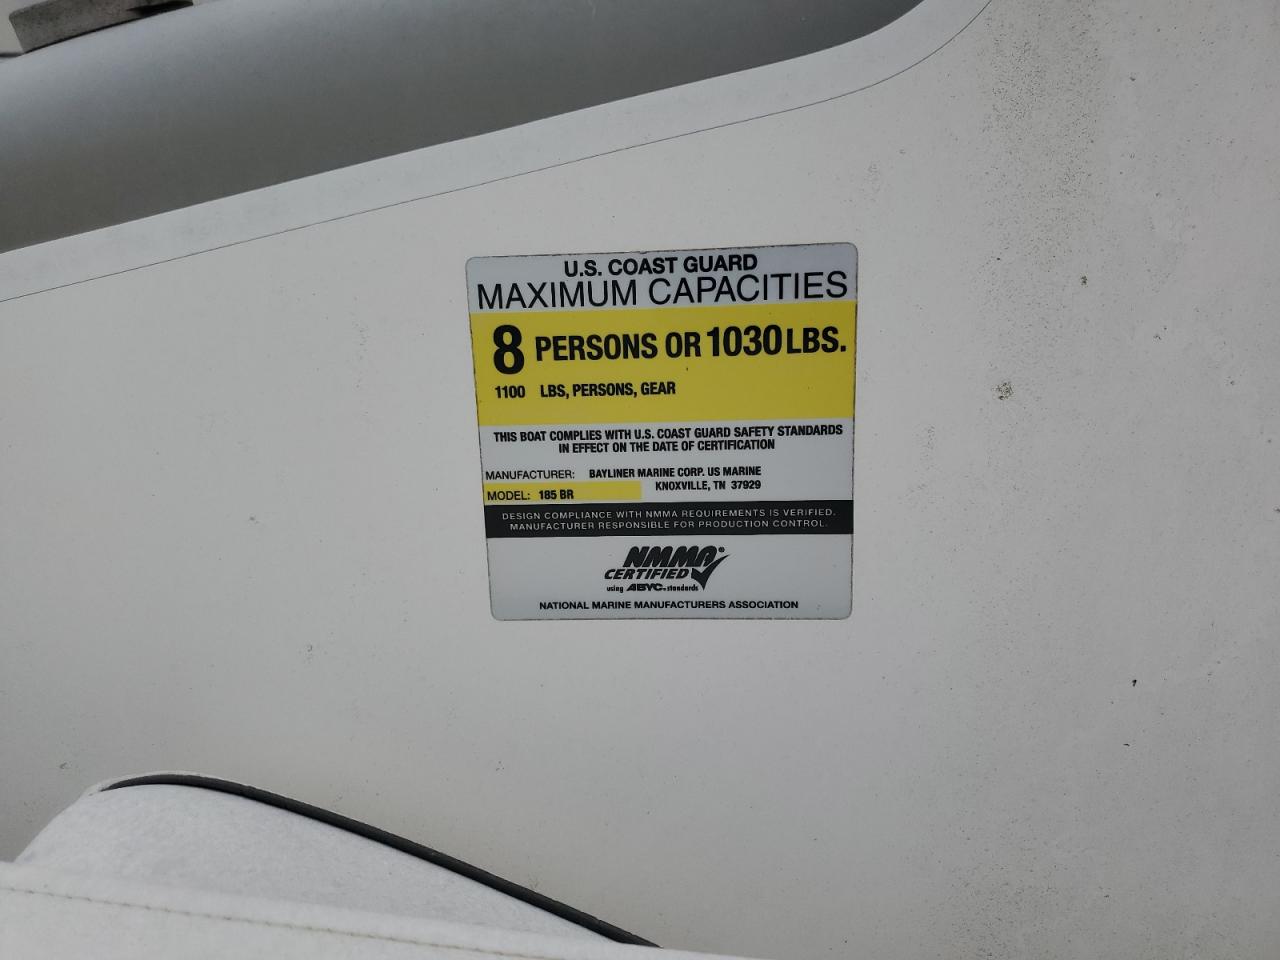 U.S. COAST GUARD
MAXIMUM CAPACITIES
8 PERSONS OR 1030 LBS.
1100 LBS, PERSONS, GEAR
THIS BOAT COMPLIES WITH U.S. COAST GUARD SAFETY STANDARDS
IN EFFECT ON THE DATE OF CERTIFICATION
MANUFACTURER: BAYLINER MARINE CORP. US MARINE
KNOXVILLE, TN 37929
MODEL: 185 BR
DESIGN COMPLIANCE WITH NMMA REQUIREMENTS IS VERIFIED.
MANUFACTURER RESPONSIBLE FOR PRODUCTION CONTROL.
NMMA®
CERTIFIED
using ABYC standards
NATIONAL MARINE MANUFACTURERS ASSOCIATION